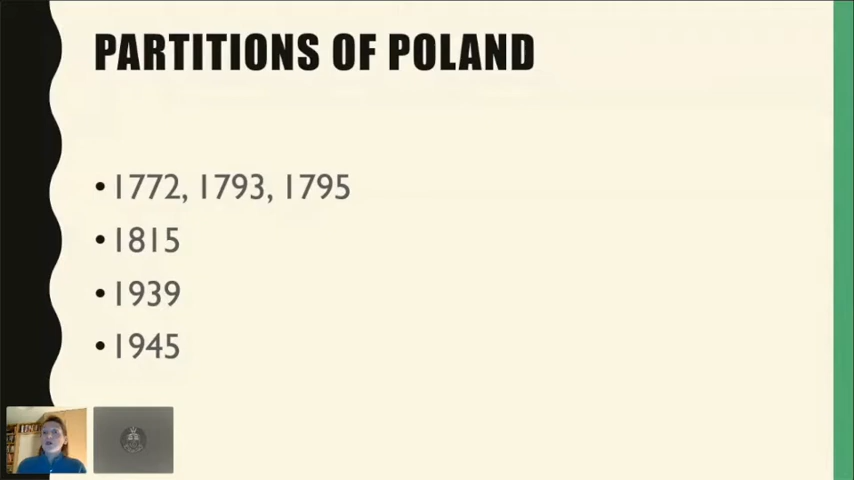 PARTITIONS OF POLAND
• 1772, 1793, 1795
• 1815
• 1939
• 1945